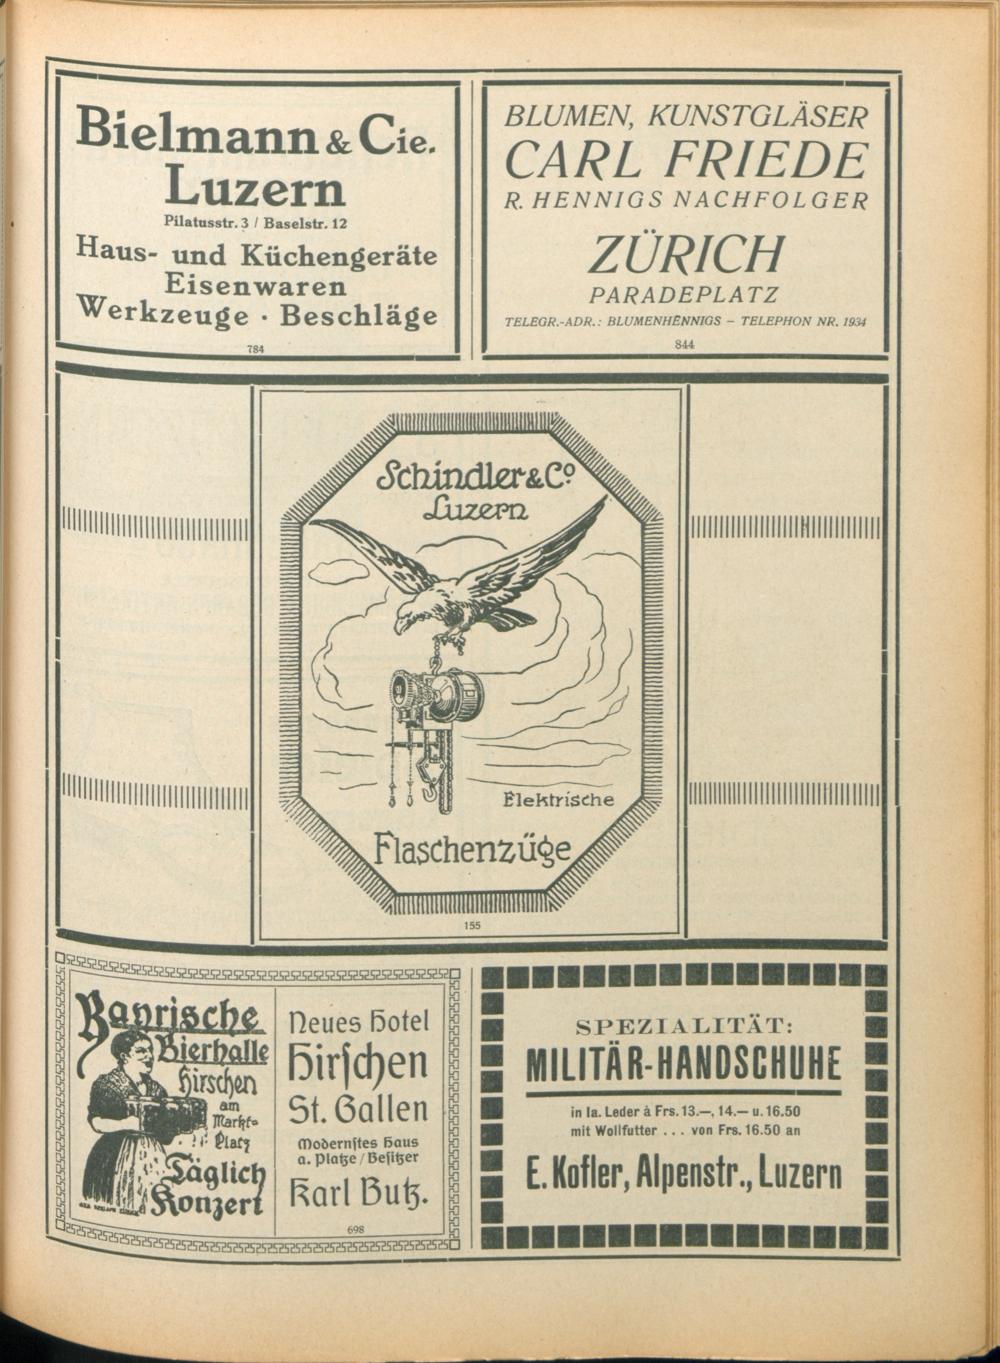 Bielmann & Cie.
Luzern
Pilatusstr. 3 / Baselstr. 12
Haus- und Küchengeräte
Eisenwaren
Werkzeuge · Beschläge
784
BLUMEN, KUNSTGLÄSER
CARL FRIEDE
R. HENNIGS NACHFOLGER
ZÜRICH
PARADEPLATZ
TELEGR.-ADR.: BLUMENHENNIGS – TELEPHON NR. 1934
844
Schindler & Cº
Luzern
Elektrische
Flaschenzüge
155
Bayrische
Bierhalle
Hirschen
am
Markt-
Platz
Täglich
Konzert
Neues Hotel
Hirschen
St. Gallen
Modernstes Haus
a. Platze / Besitzer
Karl Butz.
698
SPEZIALITÄT:
MILITÄR-HANDSCHUHE
in Ia. Leder à Frs. 13.—, 14.— u. 16.50
mit Wollfutter . . . von Frs. 16.50 an
E. Kofler, Alpenstr., Luzern